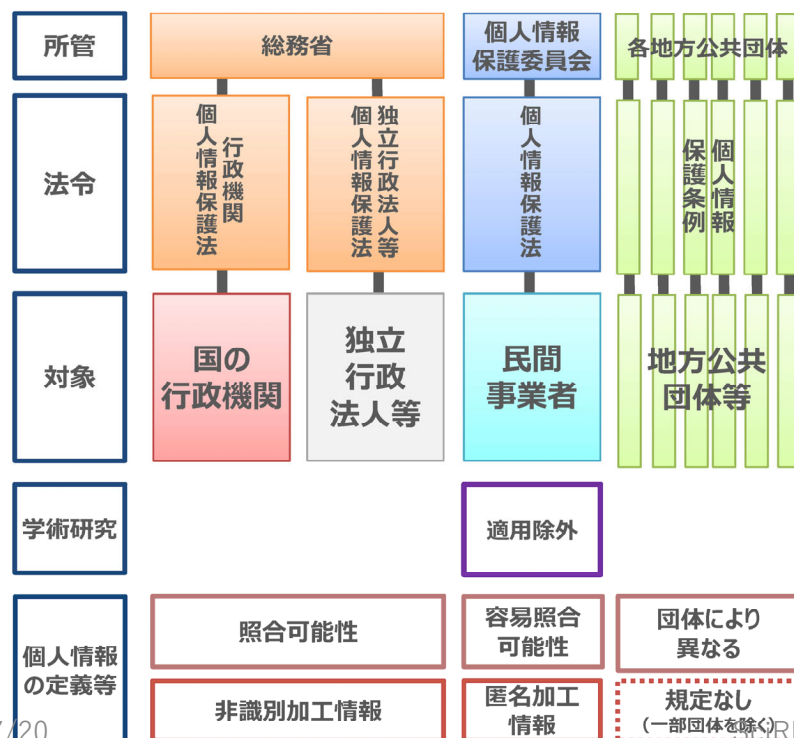 所管
総務省
個人情報
保護委員会
各地方公共団体
法令
行政機関
個人情報保護法
独立行政法人等
個人情報保護法
個人情報保護法
個人情報
保護条例
対象
国の
行政機関
独立
行政
法人等
民間
事業者
地方公共
団体等
学術研究
適用除外
個人情報
の定義等
照合可能性
容易照合
可能性
団体により
異なる
非識別加工情報
匿名加工
情報
規定なし
(一部団体を除く)
/20